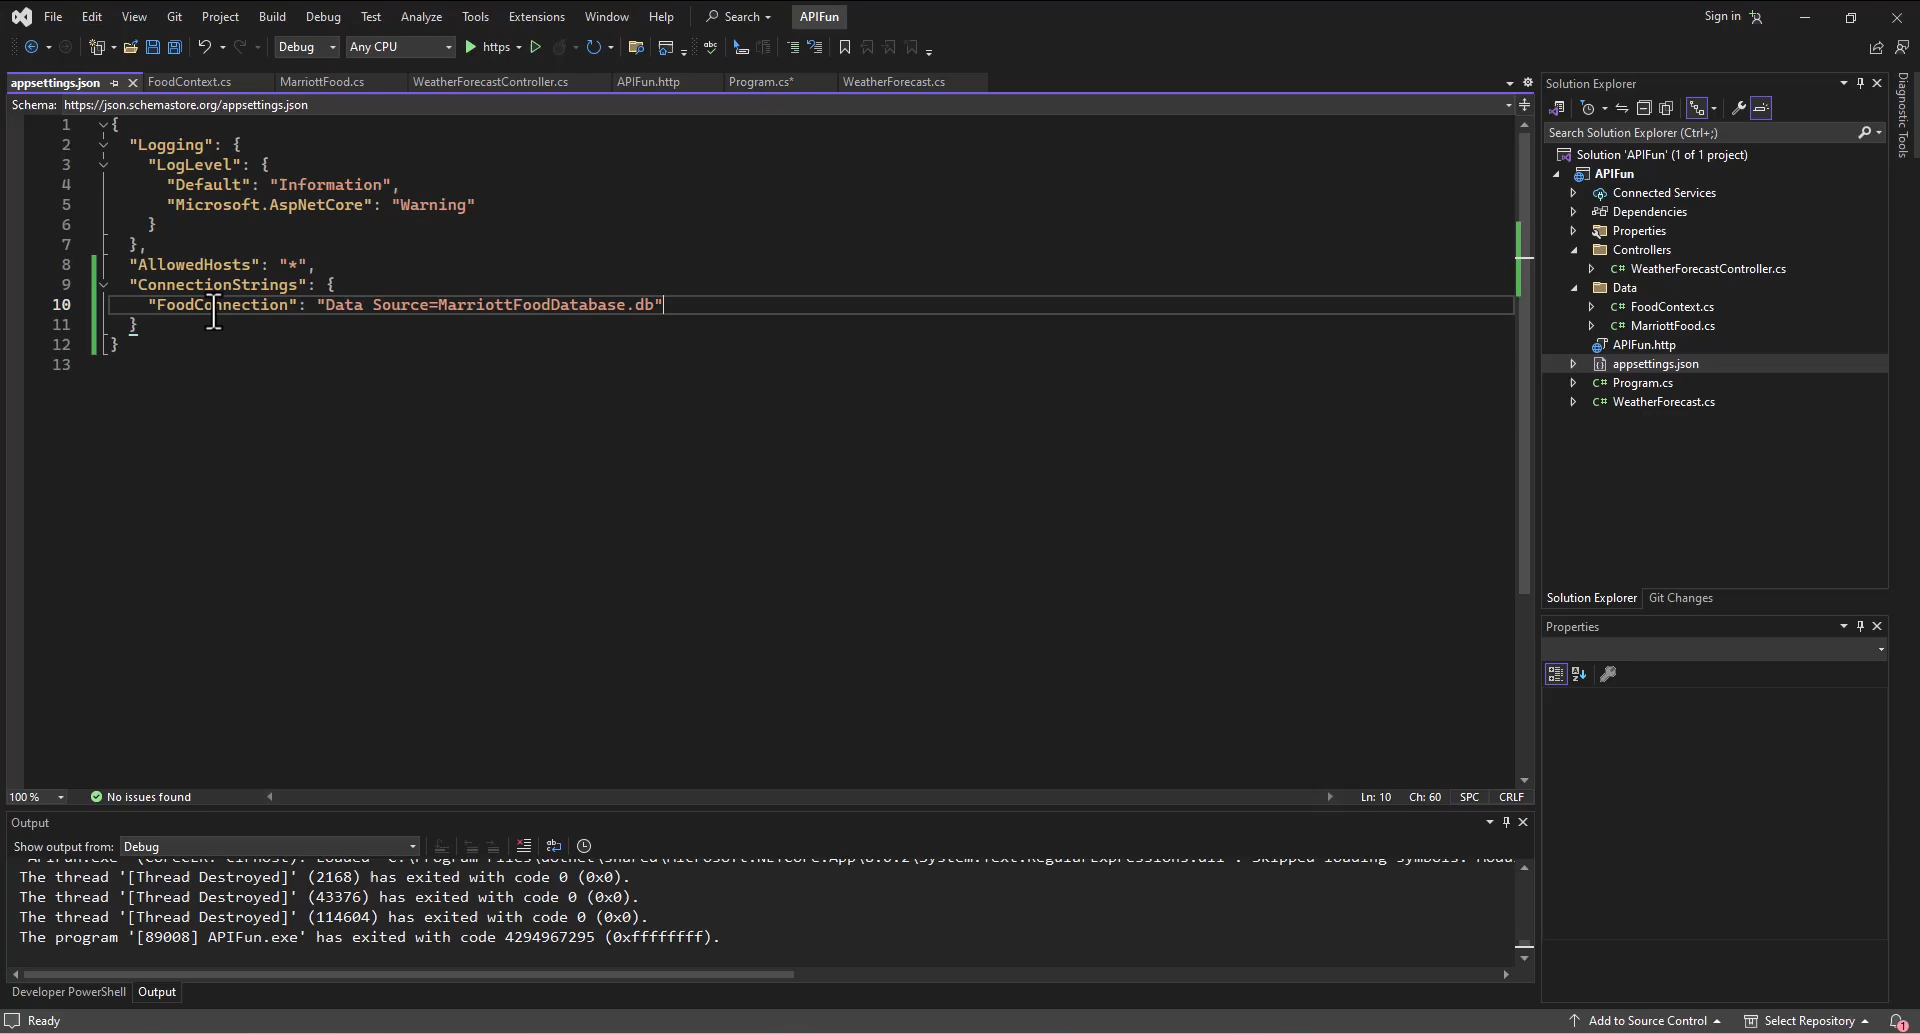 File Edit View Git Project Build Debug Test Analyze Tools Extensions Window Help Search APIFun Sign in
Debug Any CPU https
appsettings.json FoodContext.cs MarriottFood.cs WeatherForecastController.cs APIFun.http Program.cs* WeatherForecast.cs
Schema: https://json.schemastore.org/appsettings.json
1 {
2 "Logging": {
3 "LogLevel": {
4 "Default": "Information",
5 "Microsoft.AspNetCore": "Warning"
6 }
7 },
8 "AllowedHosts": "*",
9 "ConnectionStrings": {
10 "FoodConnection": "Data Source=MarriottFoodDatabase.db"
11 }
12 }
13
100 % No issues found Ln: 10 Ch: 60 SPC CRLF
Output
Show output from: Debug
The thread '[Thread Destroyed]' (2168) has exited with code 0 (0x0).
The thread '[Thread Destroyed]' (43376) has exited with code 0 (0x0).
The thread '[Thread Destroyed]' (114604) has exited with code 0 (0x0).
The program '[89008] APIFun.exe' has exited with code 4294967295 (0xffffffff).
Developer PowerShell Output
Solution Explorer
Search Solution Explorer (Ctrl+;)
Solution 'APIFun' (1 of 1 project)
APIFun
Connected Services
Dependencies
Properties
Controllers
C# WeatherForecastController.cs
Data
C# FoodContext.cs
C# MarriottFood.cs
APIFun.http
appsettings.json
C# Program.cs
C# WeatherForecast.cs
Solution Explorer Git Changes
Properties
Diagnostic Tools
Ready Add to Source Control Select Repository 1